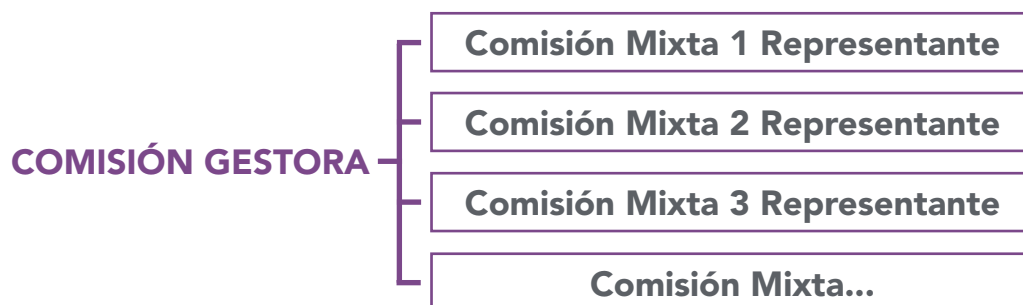 Comisión Mixta 1 Representante
Comisión Mixta 2 Representante
COMISIÓN GESTORA
Comisión Mixta 3 Representante
Comisión Mixta...